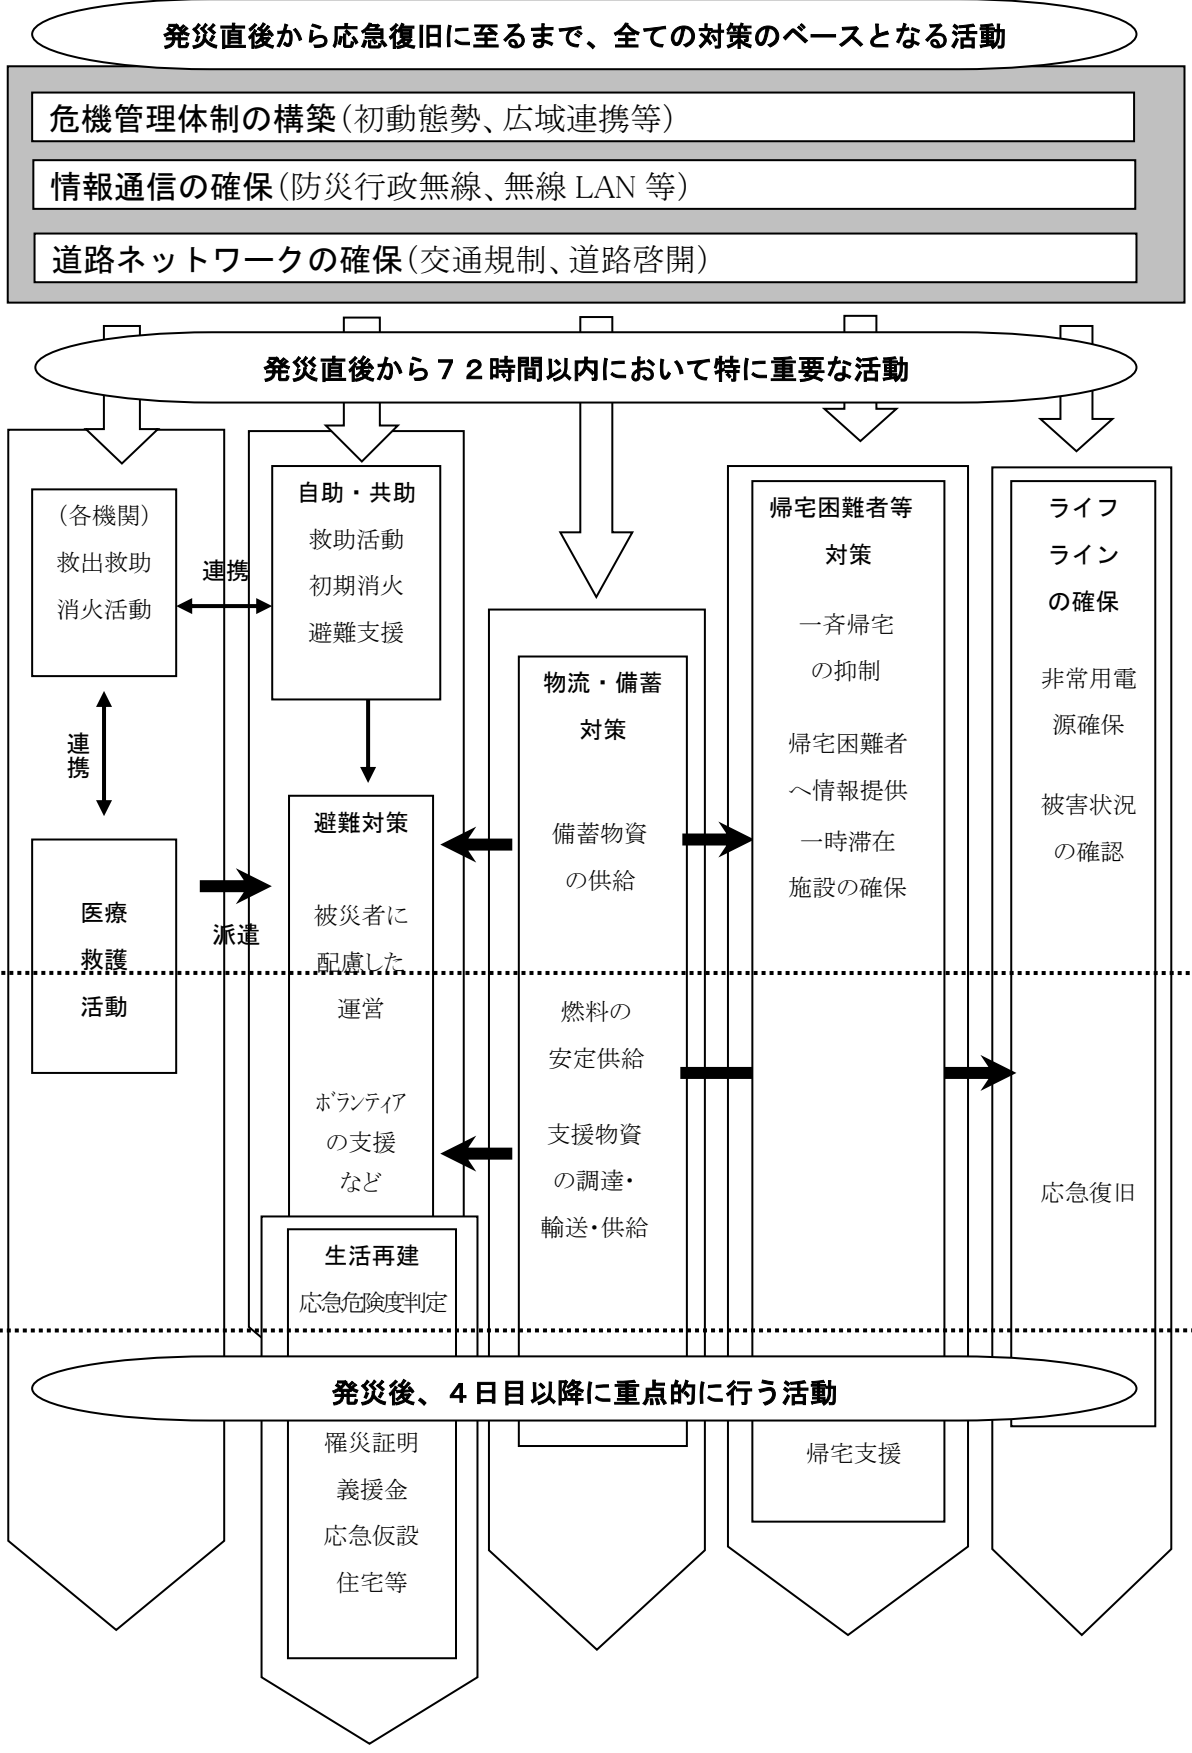 発災直後から応急復旧に至るまで、全ての対策のベースとなる活動
危機管理体制の構築(初動態勢、広域連携等)
情報通信の確保(防災行政無線、無線 LAN 等)
道路ネットワークの確保(交通規制、道路啓開)
発災直後から７２時間以内において特に重要な活動
(各機関)
救出救助
消火活動
連携
連
携
医療
救護
活動
派遣
自助・共助
救助活動
初期消火
避難支援
避難対策
被災者に
配慮した
運営
ﾎﾞﾗﾝﾃｨｱ
の支援
など
生活再建
応急危険度判定
物流・備蓄
対策
備蓄物資
の供給
燃料の
安定供給
支援物資
の調達・
輸送・供給
帰宅困難者等
対策
一斉帰宅
の抑制
帰宅困難者
へ情報提供
一時滞在
施設の確保
ライフ
ラインの
の確保
非常用電
源確保
被害状況
の確認
応急復旧
発災後、４日目以降に重点的に行う活動
罹災証明
義援金
応急仮設
住宅等
帰宅支援